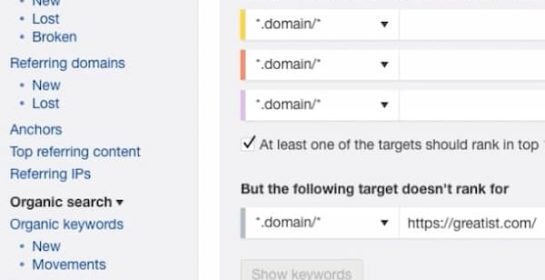 New
Lost
Broken
Referring domains
New
Lost
Anchors
Top referring content
Referring IPs
Organic search
Organic keywords
New
Movements
*.domain/*
*.domain/*
*.domain/*
At least one of the targets should rank in top
But the following target doesn't rank for
*.domain/* https://greatist.com/
Show keywords